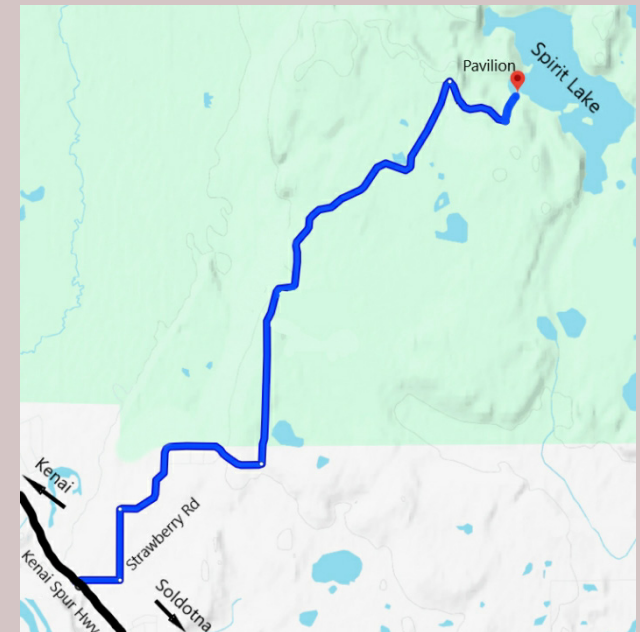 Pavilion
Spirit Lake
Kenai
Strawberry Rd
Kenai Spur Hwy
Soldotna